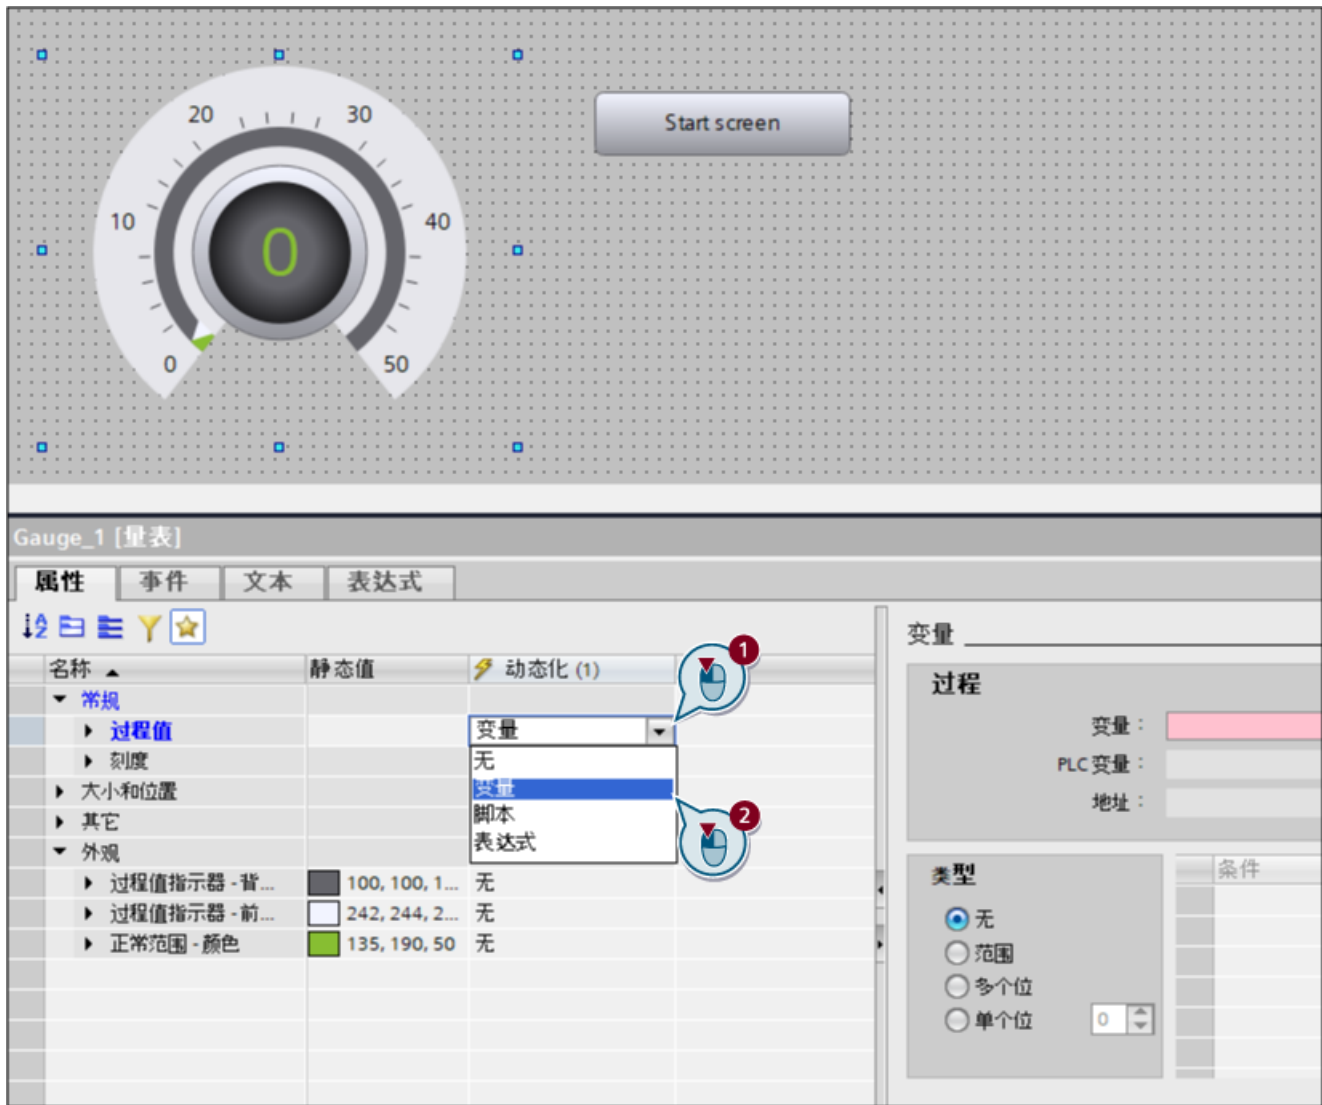 20
30
Start screen
10
40
0
0
50
Gauge_1 [量表]
属性 事件 文本 表达式
变量
名称 静态值 动态化 (1)
1
过程
常规
过程值 变量
变量：
无
刻度
PLC 变量：
变量
大小和位置
地址：
脚本
2
其它
表达式
外观
类型
条件
过程值指示器 - 背... 100, 100, 1... 无
无
过程值指示器 - 前... 242, 244, 2... 无
正常范围 - 颜色 135, 190, 50 无
范围
多个位
单个位 0